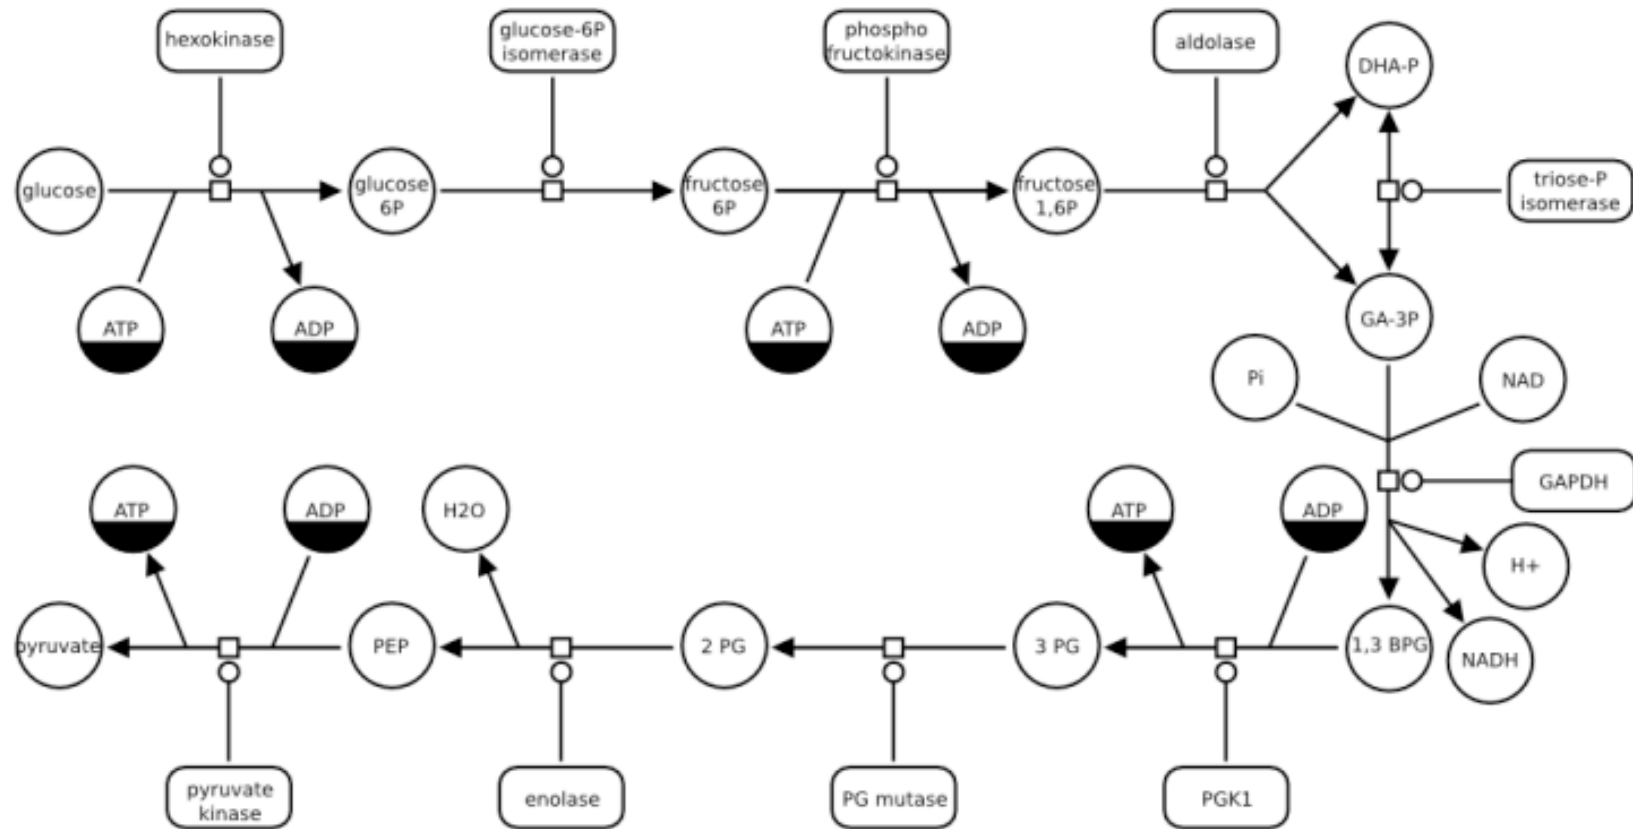 hexokinase
glucose-6P
isomerase
phospho
fructokinase
aldolase
DHA-P
glucose
glucose
6P
fructose
6P
fructose
1,6P
triose-P
isomerase
ATP
ADP
ATP
ADP
GA-3P
Pi
NAD
ATP
ADP
H2O
ATP
ADP
GAPDH
H+
pyruvate
PEP
2 PG
3 PG
1,3 BPG
NADH
pyruvate
kinase
enolase
PG mutase
PGK1